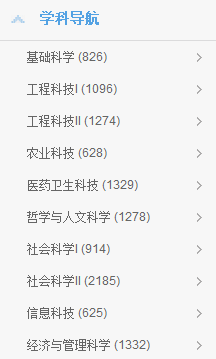 学科导航
基础科学 (826)
工程科技I (1096)
工程科技II (1274)
农业科技 (628)
医药卫生科技 (1329)
哲学与人文科学 (1278)
社会科学I (914)
社会科学II (2185)
信息科技 (625)
经济与管理科学 (1332)